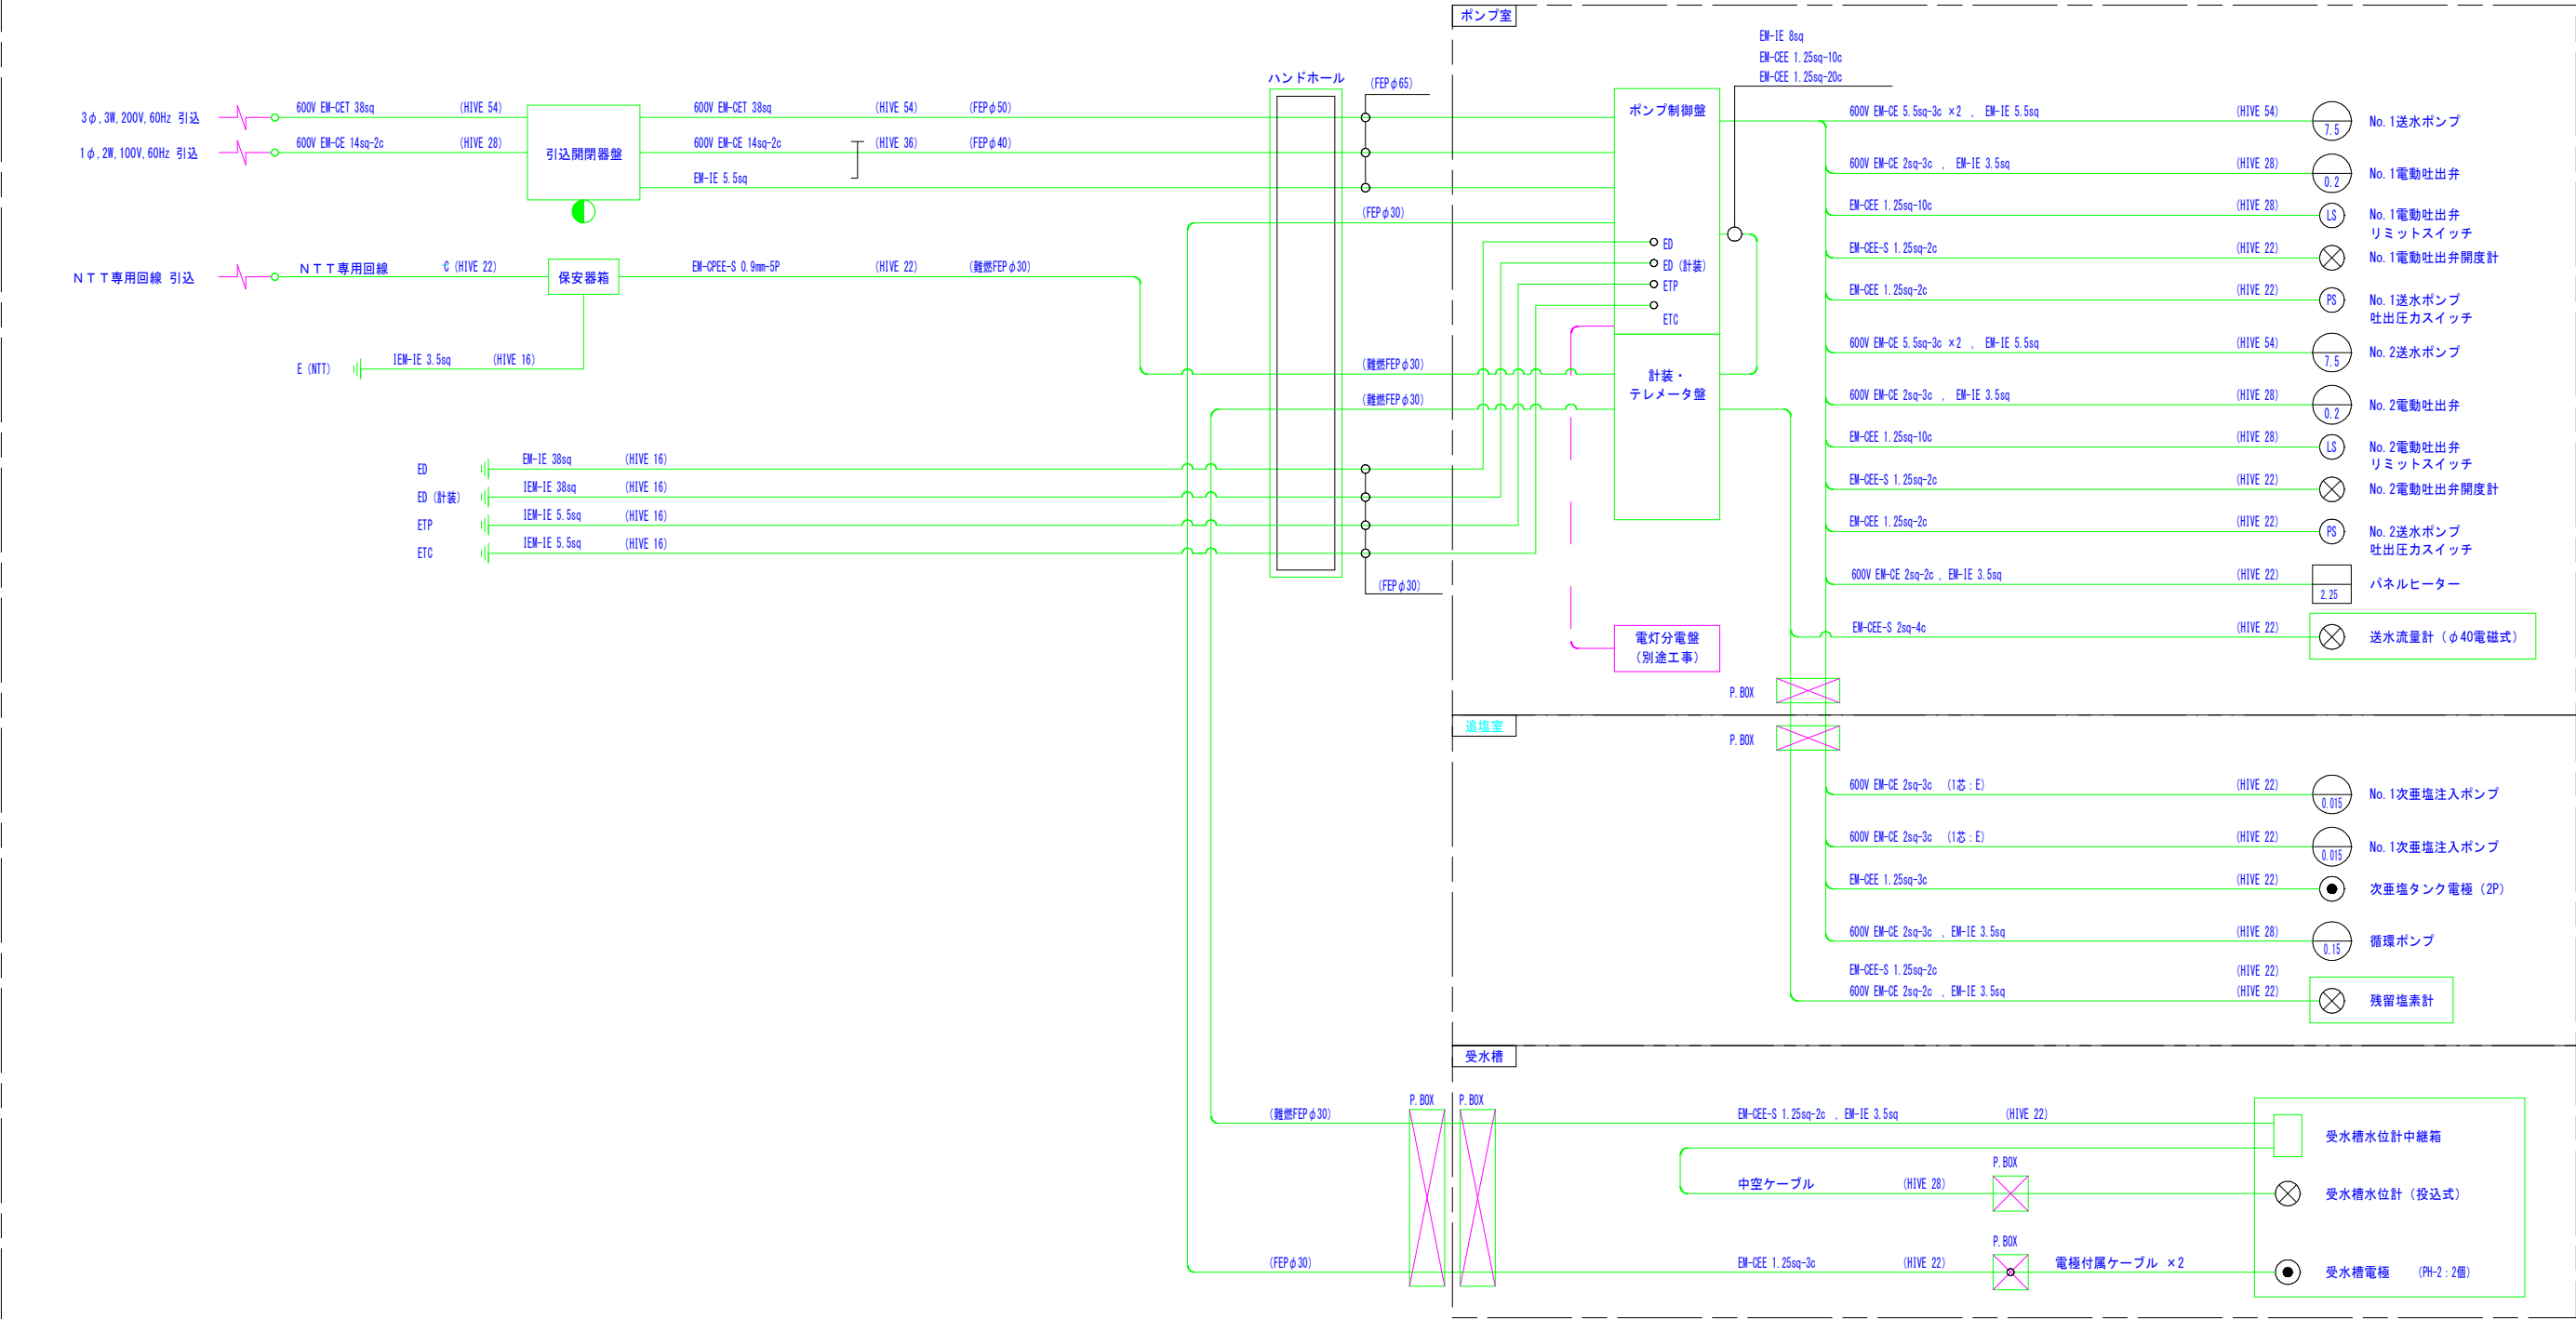 ポンプ室
EM-IE 8sq
EM-CEE 1.25sq-10c
EM-CEE 1.25sq-20c
ハンドホール
(FEPφ65)
3φ,3W,200V,60Hz 引込
600V EM-CET 38sq
(HIVE 54)
600V EM-CET 38sq
(HIVE 54)
(FEPφ50)
1φ,2W,100V,60Hz 引込
600V EM-CE 14sq-2c
(HIVE 28)
引込開閉器盤
600V EM-CE 14sq-2c
(HIVE 36)
(FEPφ40)
EM-IE 5.5sq
(FEPφ30)
NTT専用回線 引込
NTT専用回線
C (HIVE 22)
保安器箱
EM-CPEE-S 0.9mm-5P
(HIVE 22)
(難燃FEPφ30)
E (NTT)
IEM-IE 3.5sq
(HIVE 16)
(難燃FEPφ30)
(難燃FEPφ30)
ED
EM-IE 38sq
(HIVE 16)
ED (計装)
IEM-IE 38sq
(HIVE 16)
ETP
IEM-IE 5.5sq
(HIVE 16)
ETC
IEM-IE 5.5sq
(HIVE 16)
(FEPφ30)
ポンプ制御盤
ED
ED (計装)
ETP
ETC
計装・
テレメータ盤
電灯分電盤
(別途工事)
600V EM-CE 5.5sq-3c ×2 , EM-IE 5.5sq
(HIVE 54)
7.5
No.1送水ポンプ
600V EM-CE 2sq-3c , EM-IE 3.5sq
(HIVE 28)
0.2
No.1電動吐出弁
EM-CEE 1.25sq-10c
(HIVE 28)
LS
No.1電動吐出弁
リミットスイッチ
EM-CEE-S 1.25sq-2c
(HIVE 22)
No.1電動吐出弁開度計
EM-CEE 1.25sq-2c
(HIVE 22)
PS
No.1送水ポンプ
吐出圧力スイッチ
600V EM-CE 5.5sq-3c ×2 , EM-IE 5.5sq
(HIVE 54)
7.5
No.2送水ポンプ
600V EM-CE 2sq-3c , EM-IE 3.5sq
(HIVE 28)
0.2
No.2電動吐出弁
EM-CEE 1.25sq-10c
(HIVE 28)
LS
No.2電動吐出弁
リミットスイッチ
EM-CEE-S 1.25sq-2c
(HIVE 22)
No.2電動吐出弁開度計
EM-CEE 1.25sq-2c
(HIVE 22)
PS
No.2送水ポンプ
吐出圧力スイッチ
600V EM-CE 2sq-2c , EM-IE 3.5sq
(HIVE 22)
2.25
パネルヒーター
EM-CEE-S 2sq-4c
(HIVE 22)
送水流量計(φ40電磁式)
P.BOX
追塩室
P.BOX
600V EM-CE 2sq-3c (1芯:E)
(HIVE 22)
0.015
No.1次亜塩注入ポンプ
600V EM-CE 2sq-3c (1芯:E)
(HIVE 22)
0.015
No.1次亜塩注入ポンプ
EM-CEE 1.25sq-3c
(HIVE 22)
次亜塩タンク電極(2P)
600V EM-CE 2sq-3c , EM-IE 3.5sq
(HIVE 28)
0.15
循環ポンプ
EM-CEE-S 1.25sq-2c
(HIVE 22)
600V EM-CE 2sq-2c , EM-IE 3.5sq
(HIVE 22)
残留塩素計
受水槽
P.BOX
P.BOX
(難燃FEPφ30)
EM-CEE-S 1.25sq-2c , EM-IE 3.5sq
(HIVE 22)
受水槽水位計中継箱
P.BOX
中空ケーブル
(HIVE 28)
受水槽水位計(投込式)
P.BOX
(FEPφ30)
EM-CEE 1.25sq-3c
(HIVE 22)
電極付属ケーブル ×2
受水槽電極 (PH-2:2個)